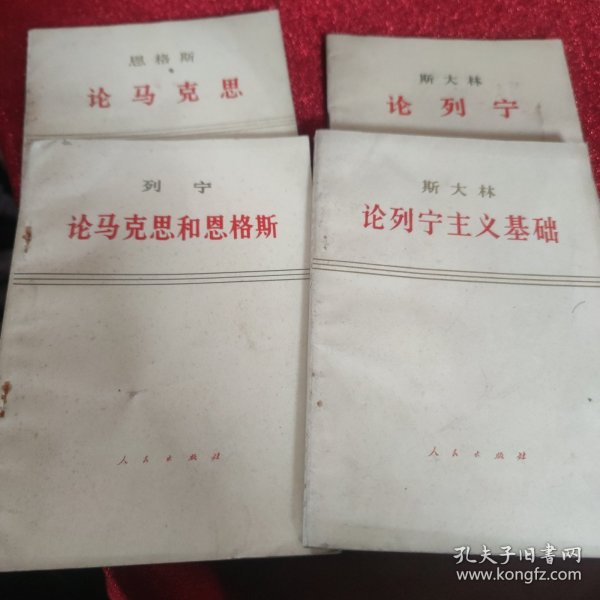 恩格斯
论马克思
斯大林
论列宁
列宁
论马克思和恩格斯
人民出版社
斯大林
论列宁主义基础
人民出版社
孔夫子旧书网
www.kongfz.com